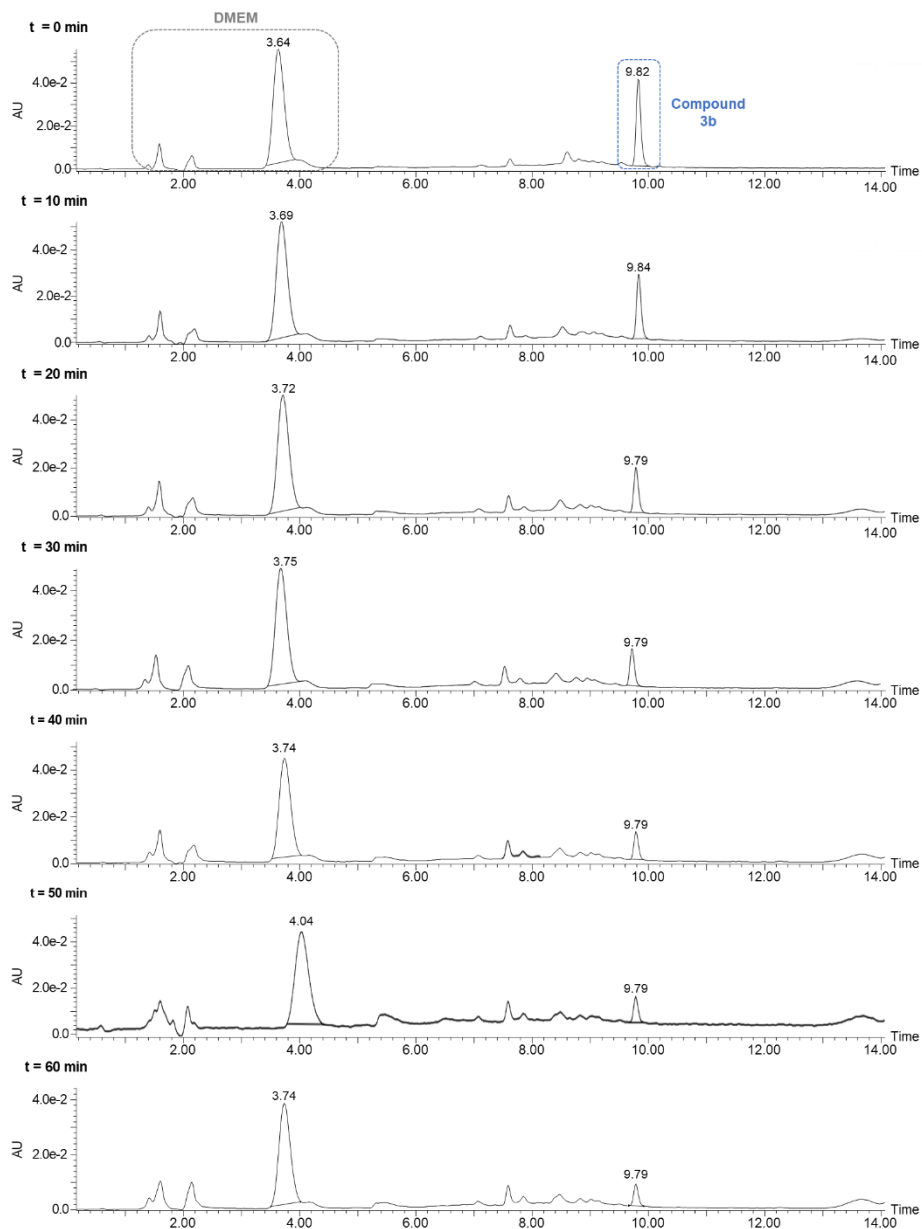 DMEM
t = 0 min
3.64
9.82
Compound
3b
4.0e-2
AU
2.0e-2
0.0
Time
2.00 4.00 6.00 8.00 10.00 12.00 14.00
t = 10 min
3.69
9.84
4.0e-2
AU
2.0e-2
0.0
Time
2.00 4.00 6.00 8.00 10.00 12.00 14.00
t = 20 min
3.72
9.79
4.0e-2
AU
2.0e-2
0.0
Time
2.00 4.00 6.00 8.00 10.00 12.00 14.00
t = 30 min
3.75
9.79
4.0e-2
AU
2.0e-2
0.0
Time
2.00 4.00 6.00 8.00 10.00 12.00 14.00
t = 40 min
3.74
9.79
4.0e-2
AU
2.0e-2
0.0
Time
2.00 4.00 6.00 8.00 10.00 12.00 14.00
t = 50 min
4.04
9.79
4.0e-2
AU
2.0e-2
0.0
Time
2.00 4.00 6.00 8.00 10.00 12.00 14.00
t = 60 min
3.74
9.79
4.0e-2
AU
2.0e-2
0.0
Time
2.00 4.00 6.00 8.00 10.00 12.00 14.00